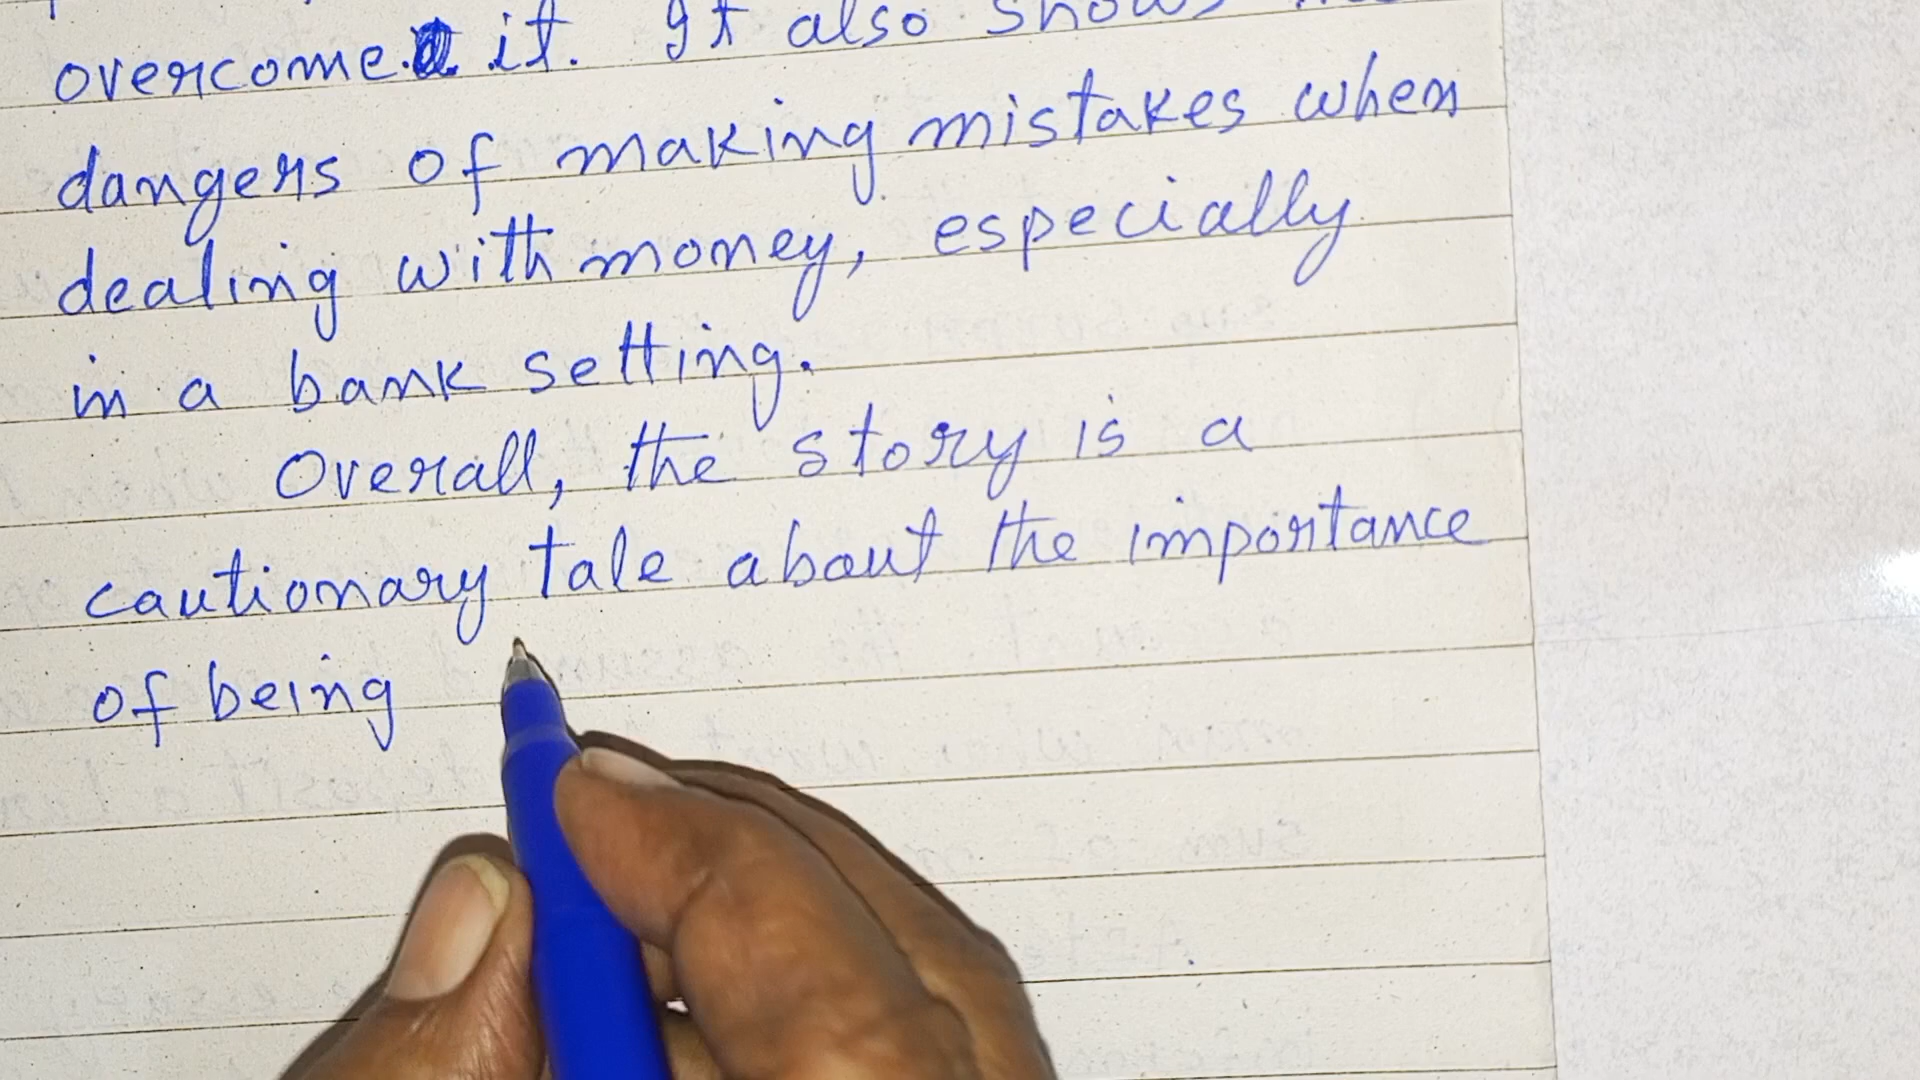 overcome it. It also shows
dangers of making mistakes when
dealing with money, especially
in a bank setting.
Overall, the story is a
cautionary tale about the importance
of being